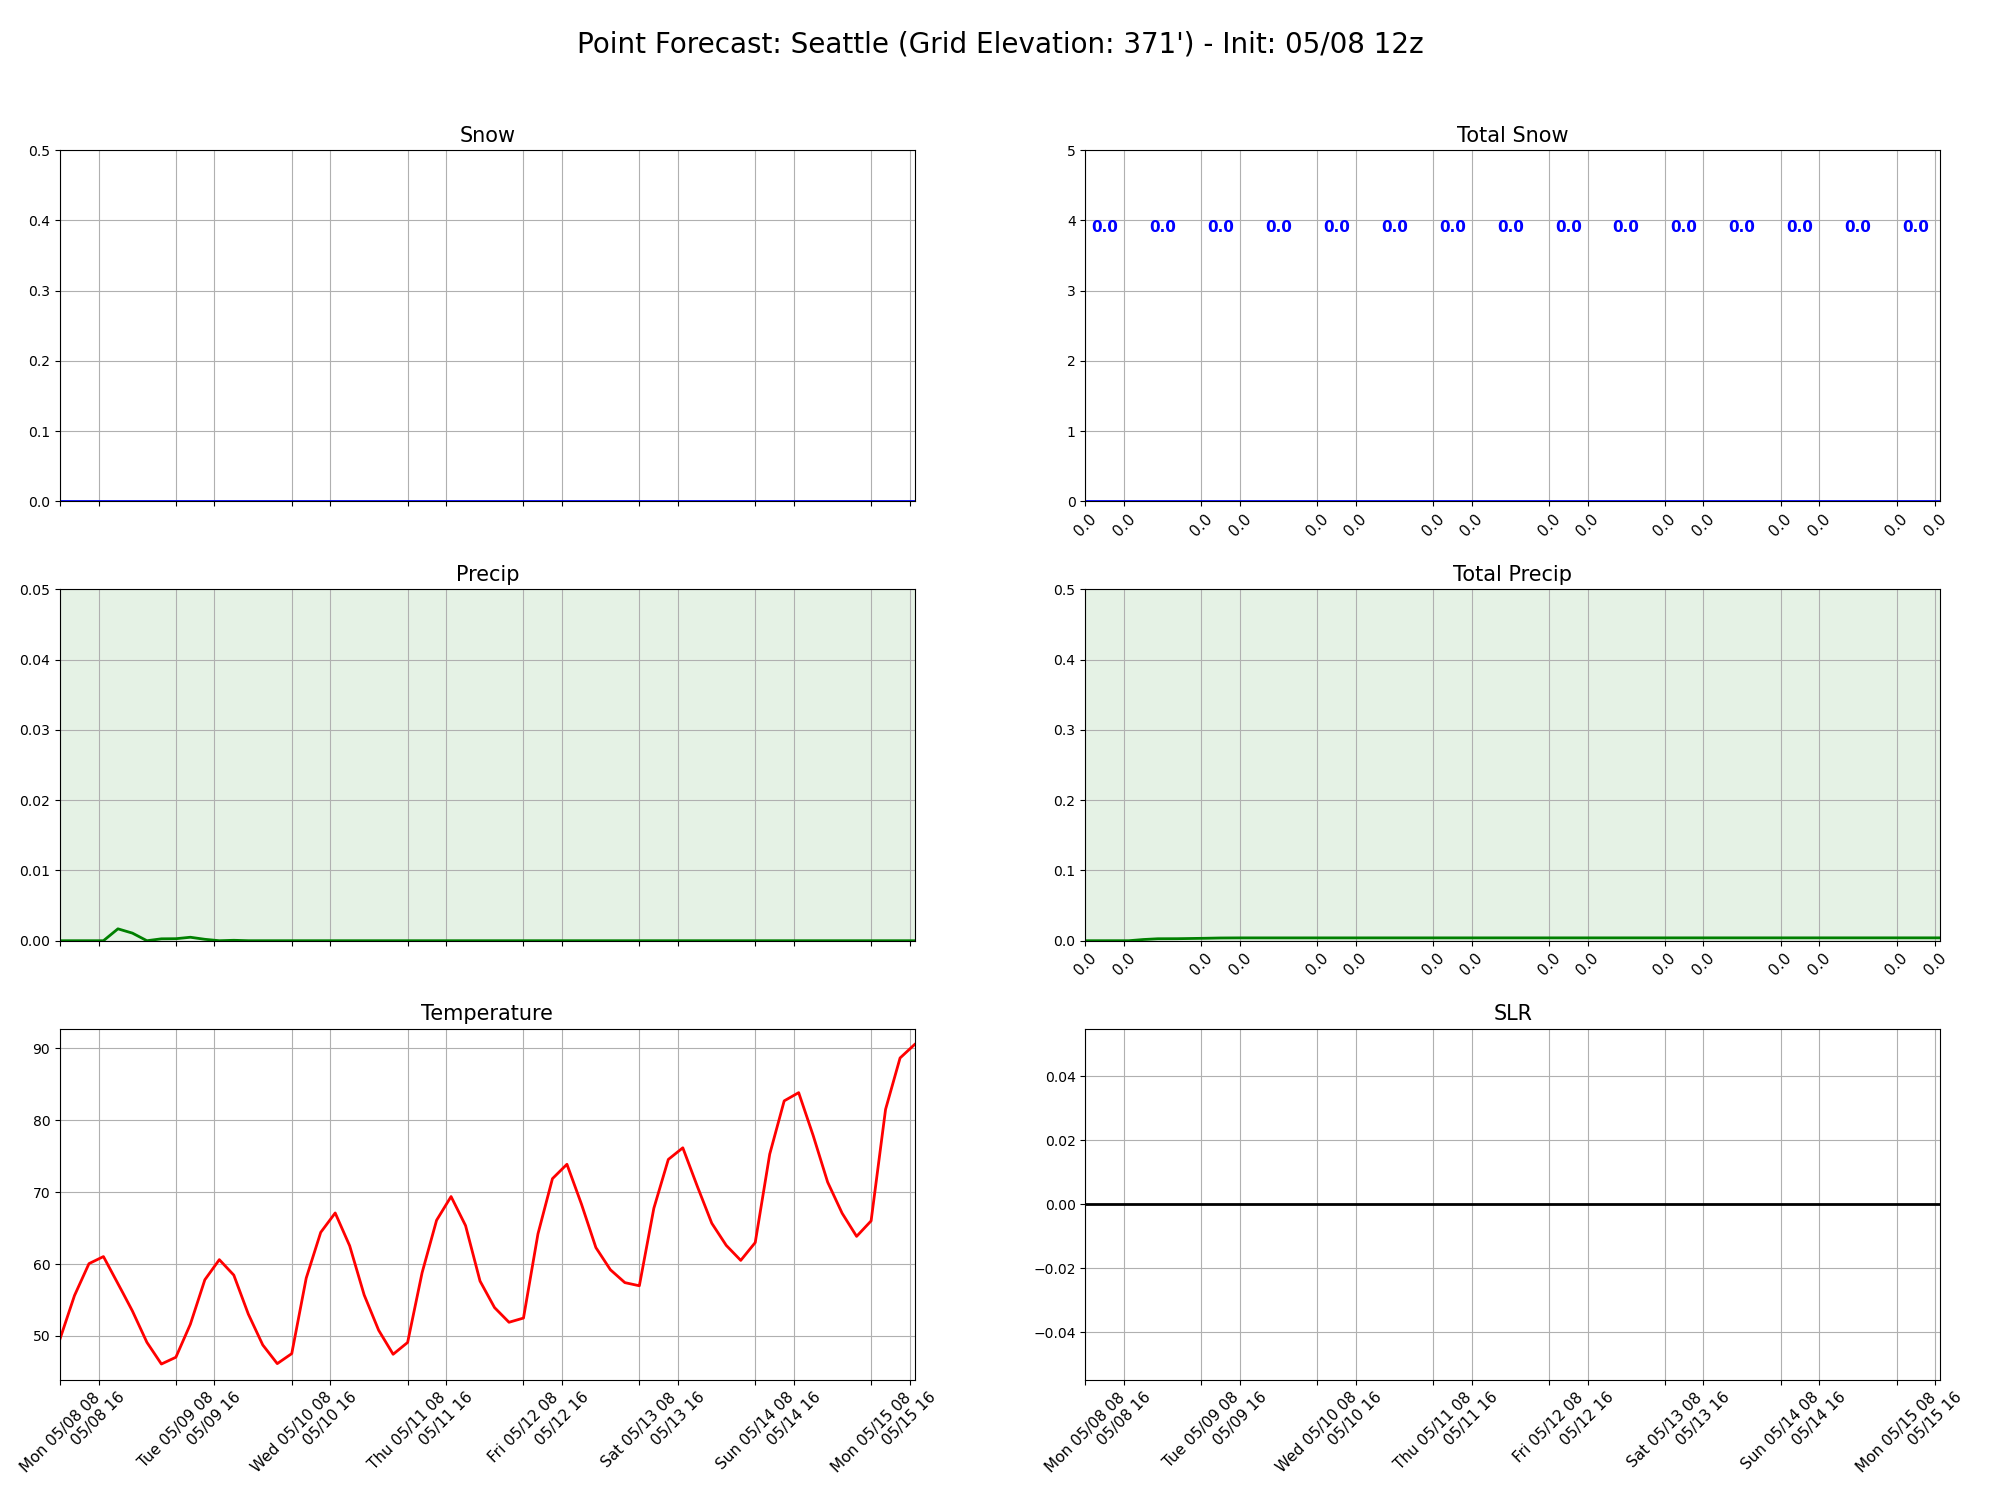 Point Forecast: Seattle (Grid Elevation: 371') - Init: 05/08 12z
Snow
0.5
0.4
0.3
0.2
0.1
0.0
Total Snow
5
4
3
2
1
0
0.0 0.0 0.0 0.0 0.0 0.0 0.0 0.0 0.0 0.0 0.0 0.0 0.0 0.0 0.0
0.0 0.0 0.0 0.0 0.0 0.0 0.0 0.0 0.0 0.0 0.0 0.0 0.0 0.0 0.0 0.0
Precip
0.05
0.04
0.03
0.02
0.01
0.00
Total Precip
0.5
0.4
0.3
0.2
0.1
0.0
0.0 0.0 0.0 0.0 0.0 0.0 0.0 0.0 0.0 0.0 0.0 0.0 0.0 0.0 0.0 0.0
Temperature
90
80
70
60
50
Mon 05/08 08
05/08 16
Tue 05/09 08
05/09 16
Wed 05/10 08
05/10 16
Thu 05/11 08
05/11 16
Fri 05/12 08
05/12 16
Sat 05/13 08
05/13 16
Sun 05/14 08
05/14 16
Mon 05/15 08
05/15 16
SLR
0.04
0.02
0.00
−0.02
−0.04
Mon 05/08 08
05/08 16
Tue 05/09 08
05/09 16
Wed 05/10 08
05/10 16
Thu 05/11 08
05/11 16
Fri 05/12 08
05/12 16
Sat 05/13 08
05/13 16
Sun 05/14 08
05/14 16
Mon 05/15 08
05/15 16